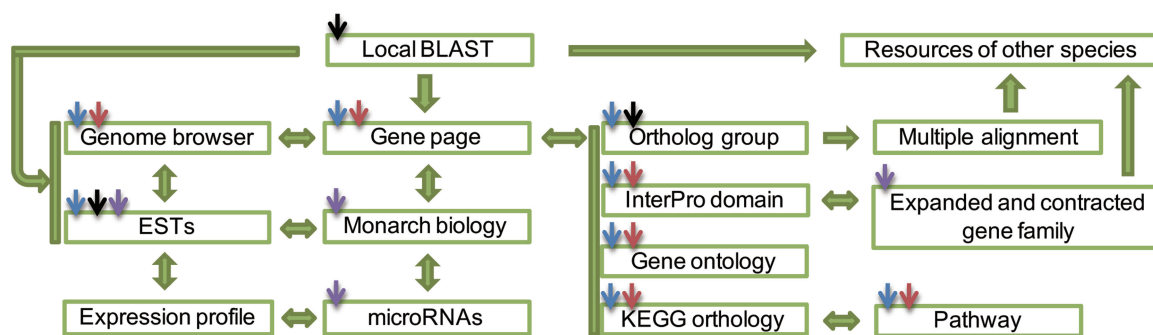 Local BLAST
Resources of other species
Genome browser
Gene page
Ortholog group
Multiple alignment
InterPro domain
Expanded and contracted
gene family
ESTs
Monarch biology
Gene ontology
Expression profile
microRNAs
KEGG orthology
Pathway